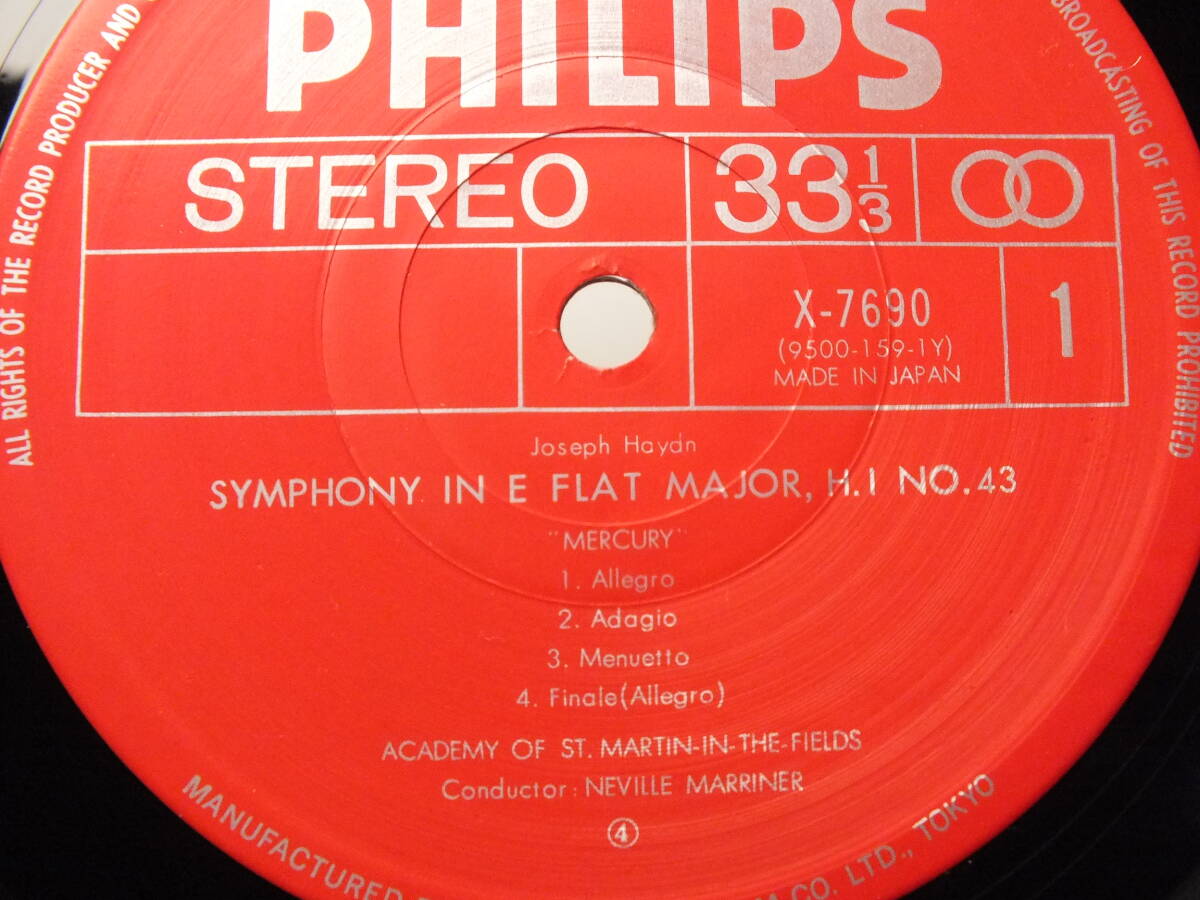 PHILIPS
STEREO 33 1/3
X-7690 1
(9500-159-1Y)
MADE IN JAPAN
Joseph Haydn
SYMPHONY IN E FLAT MAJOR, H.I NO.43
"MERCURY"
1. Allegro
2. Adagio
3. Menuetto
4. Finale(Allegro)
ACADEMY OF ST. MARTIN-IN-THE-FIELDS
Conductor: NEVILLE MARRINER
④
ALL RIGHTS OF THE RECORD PRODUCER AND
BROADCASTING OF THIS RECORD PROHIBITED
MANUFACTURED CO. LTD., TOKYO